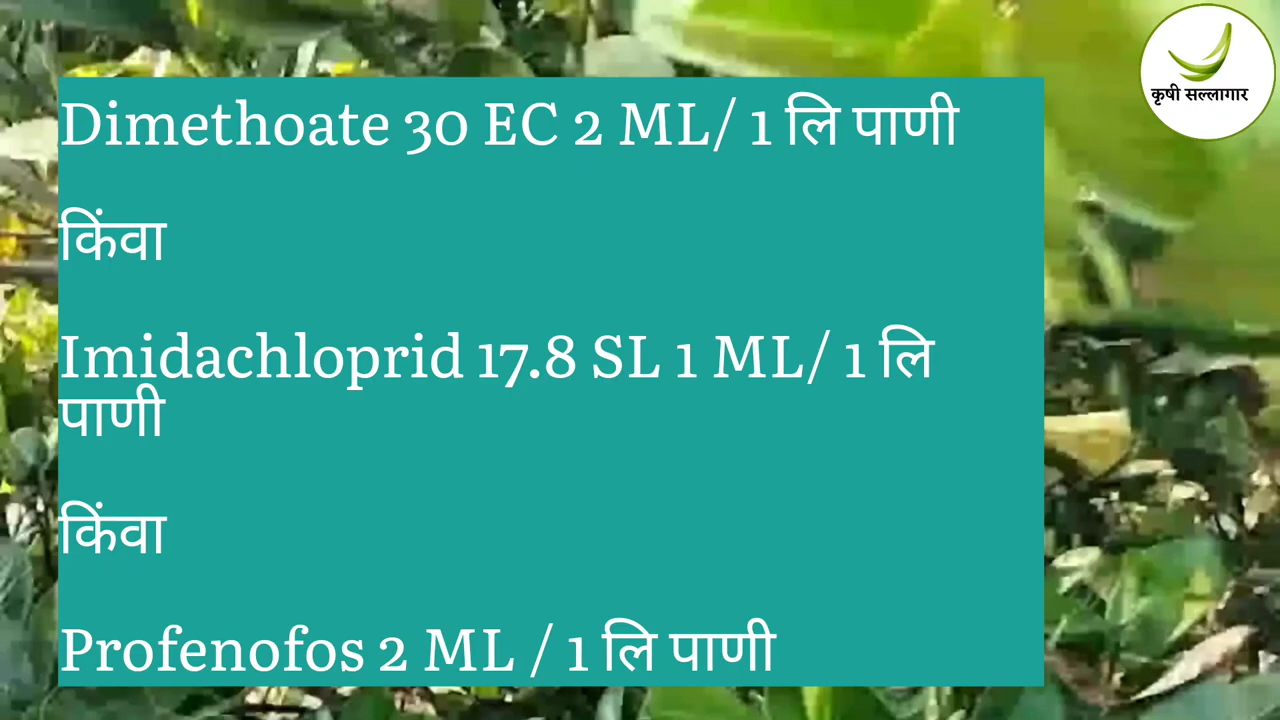 कृषी सल्लागार
Dimethoate 30 EC 2 ML/ 1 लि पाणी
किंवा
Imidachloprid 17.8 SL 1 ML/ 1 लि
पाणी
किंवा
Profenofos 2 ML / 1 लि पाणी